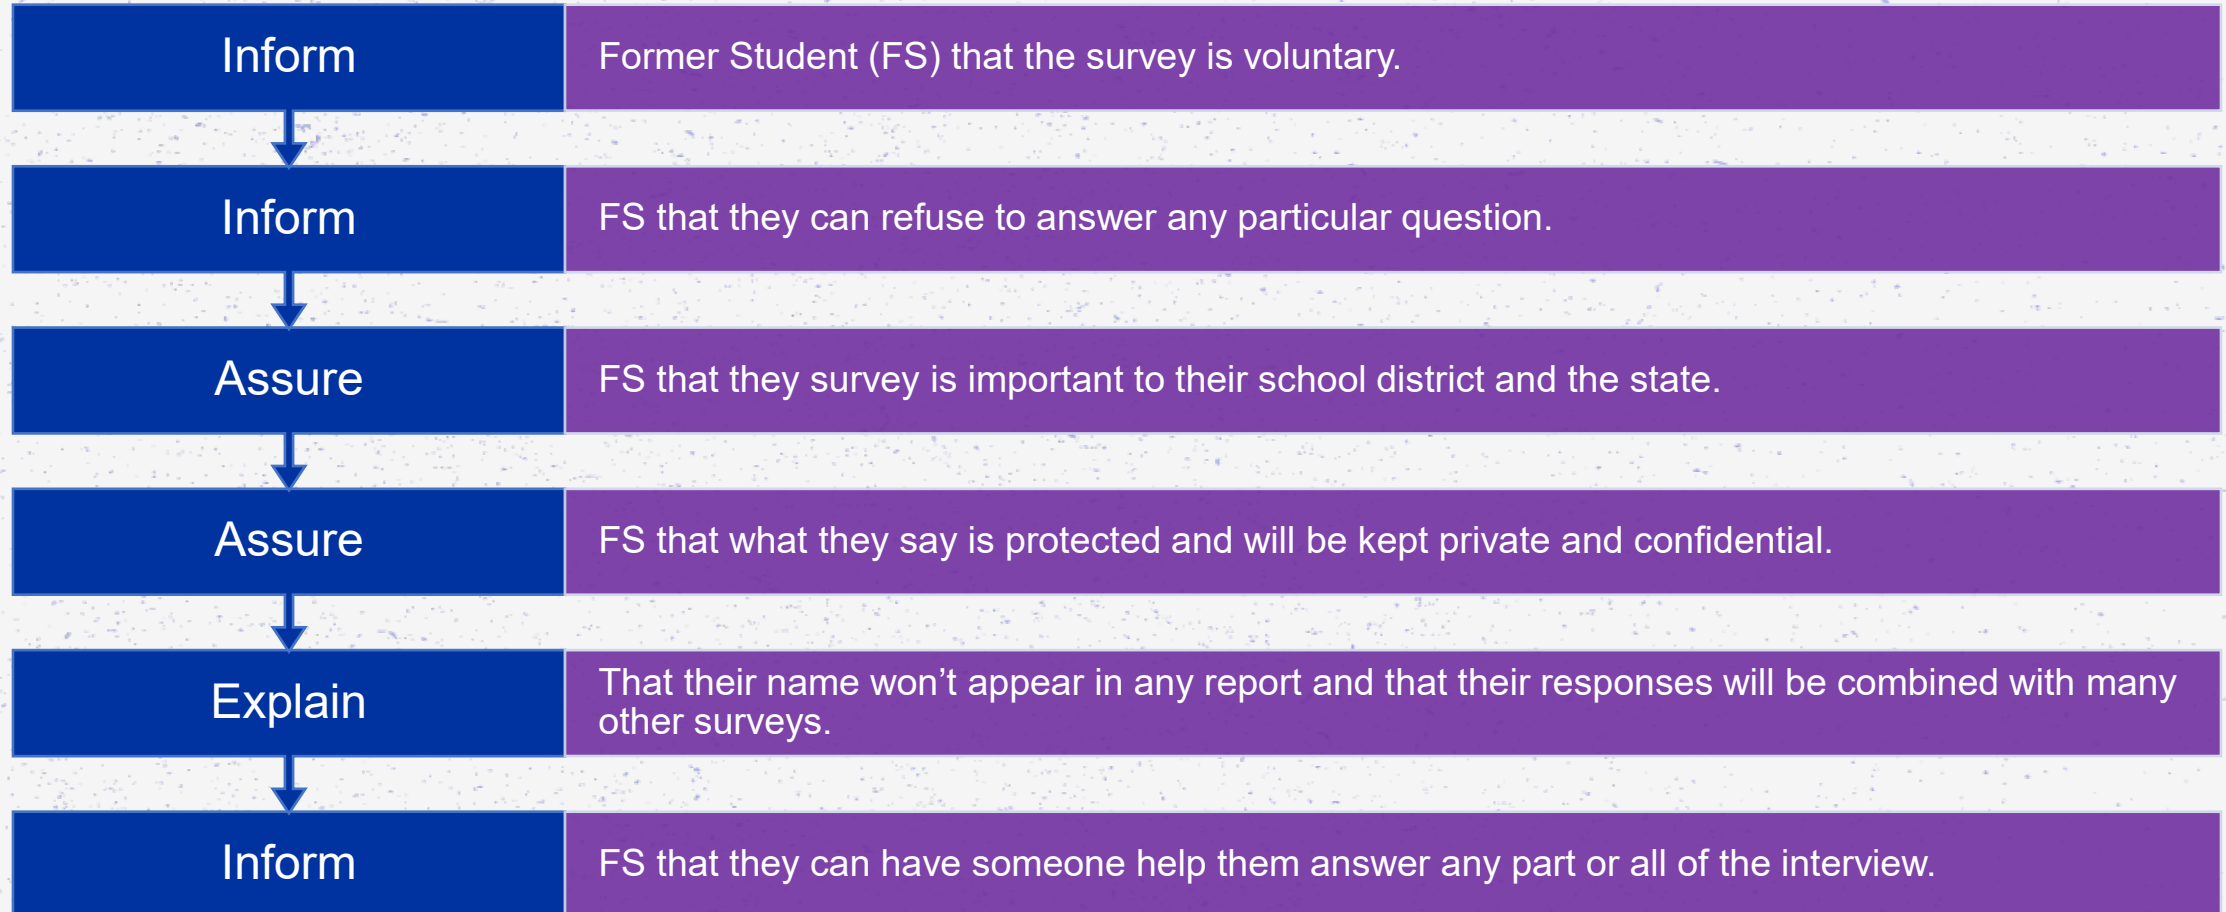 Inform
Former Student (FS) that the survey is voluntary.
Inform
FS that they can refuse to answer any particular question.
Assure
FS that they survey is important to their school district and the state.
Assure
FS that what they say is protected and will be kept private and confidential.
Explain
That their name won’t appear in any report and that their responses will be combined with many
other surveys.
Inform
FS that they can have someone help them answer any part or all of the interview.